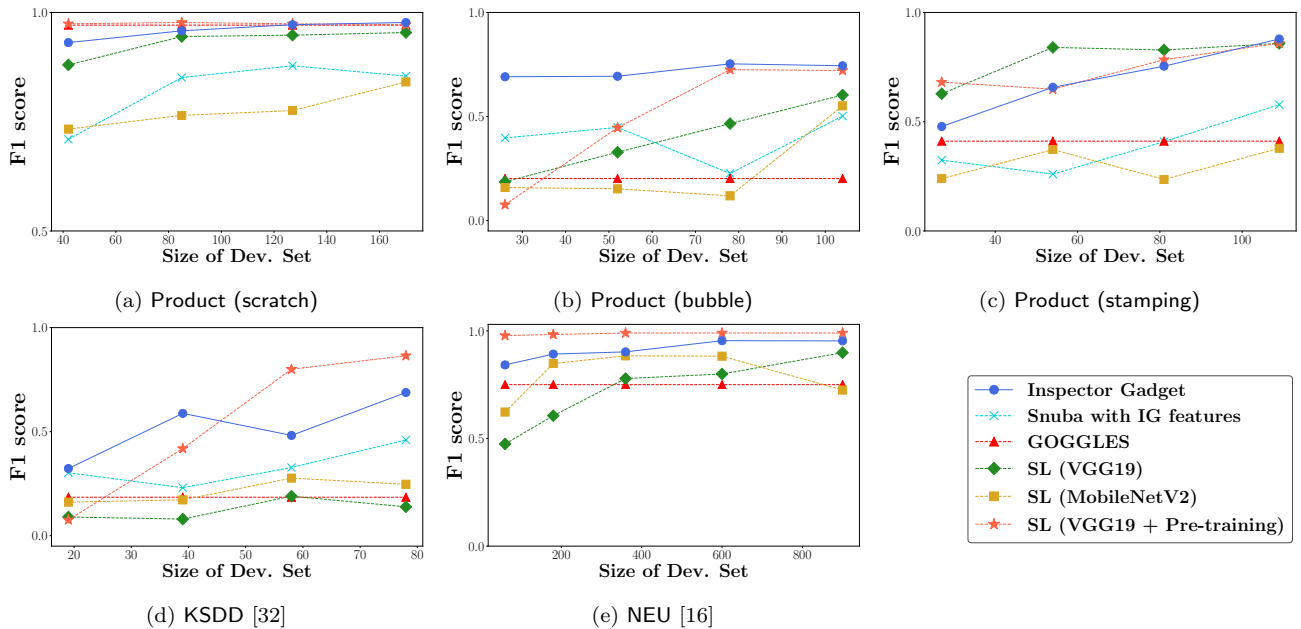 1.0
0.5
F1 score
40 60 80 100 120 140 160
Size of Dev. Set
(a) Product (scratch)
1.0
0.5
0.0
F1 score
30 40 50 60 70 80 90 100
Size of Dev. Set
(b) Product (bubble)
1.0
0.5
0.0
F1 score
40 60 80 100
Size of Dev. Set
(c) Product (stamping)
1.0
0.5
0.0
F1 score
20 30 40 50 60 70 80
Size of Dev. Set
(d) KSDD [32]
1.0
0.5
F1 score
200 400 600 800
Size of Dev. Set
(e) NEU [16]
Inspector Gadget
Snuba with IG features
GOGGLES
SL (VGG19)
SL (MobileNetV2)
SL (VGG19 + Pre-training)